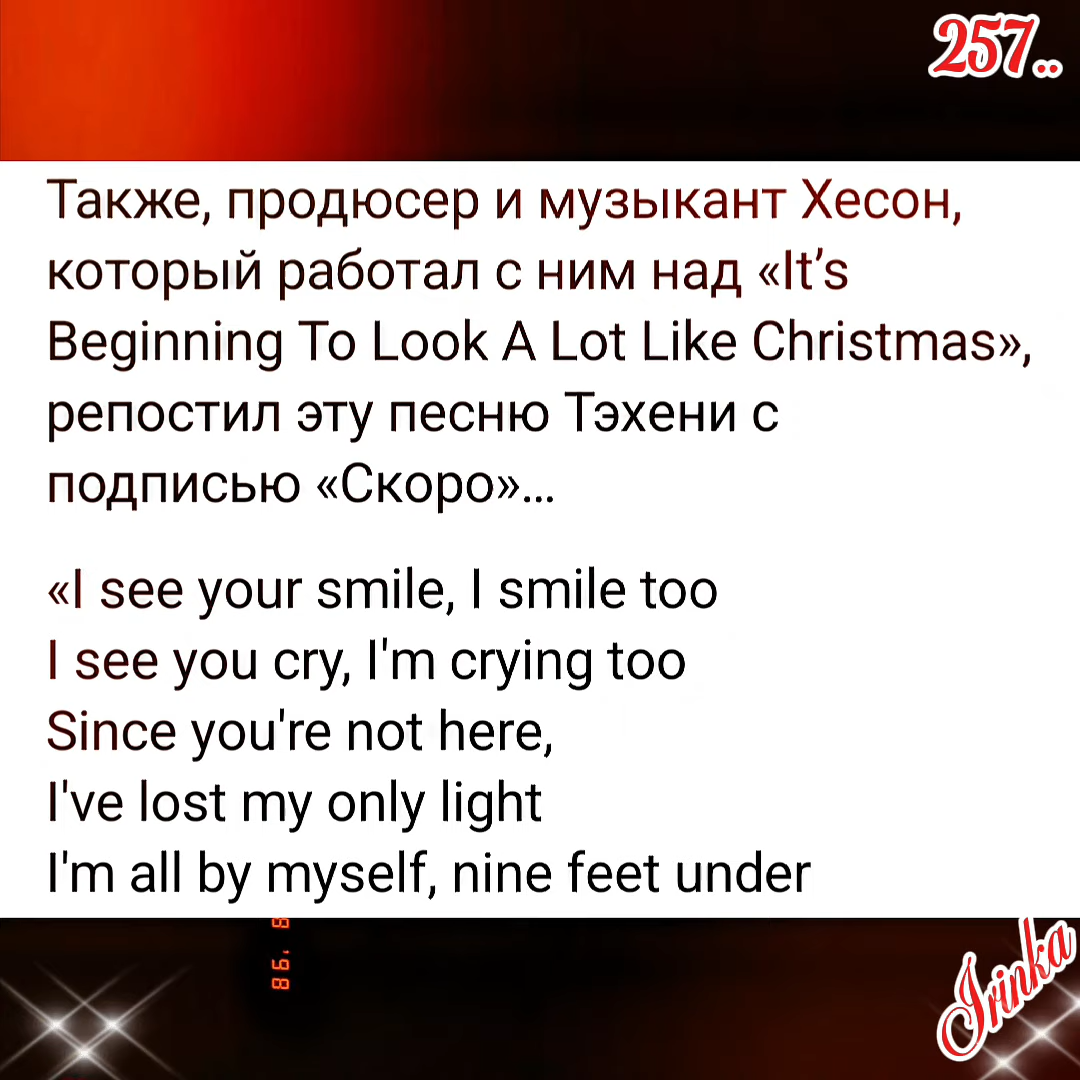 257..
Также, продюсер и музыкант Хесон,
который работал с ним над «It’s
Beginning To Look A Lot Like Christmas»,
репостил эту песню Тэхени с
подписью «Скоро»...
«I see your smile, I smile too
I see you cry, I'm crying too
Since you're not here,
I've lost my only light
I'm all by myself, nine feet under
Irinka